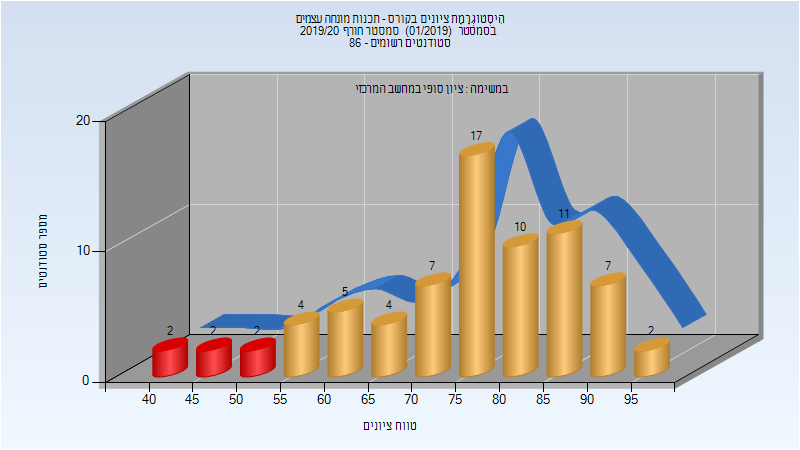 היסטוגרמת ציונים בקורס - תכנות מונחה עצמים
בסמסטר (01/2019) סמסטר חורף 2019/20
סטודנטים רשומים - 86
במשימה : ציון סופי במחשב המרכזי
מספר סטודנטים
20
10
0
2
2
2
4
5
4
7
17
10
11
7
2
40 45 50 55 60 65 70 75 80 85 90 95
טווח ציונים